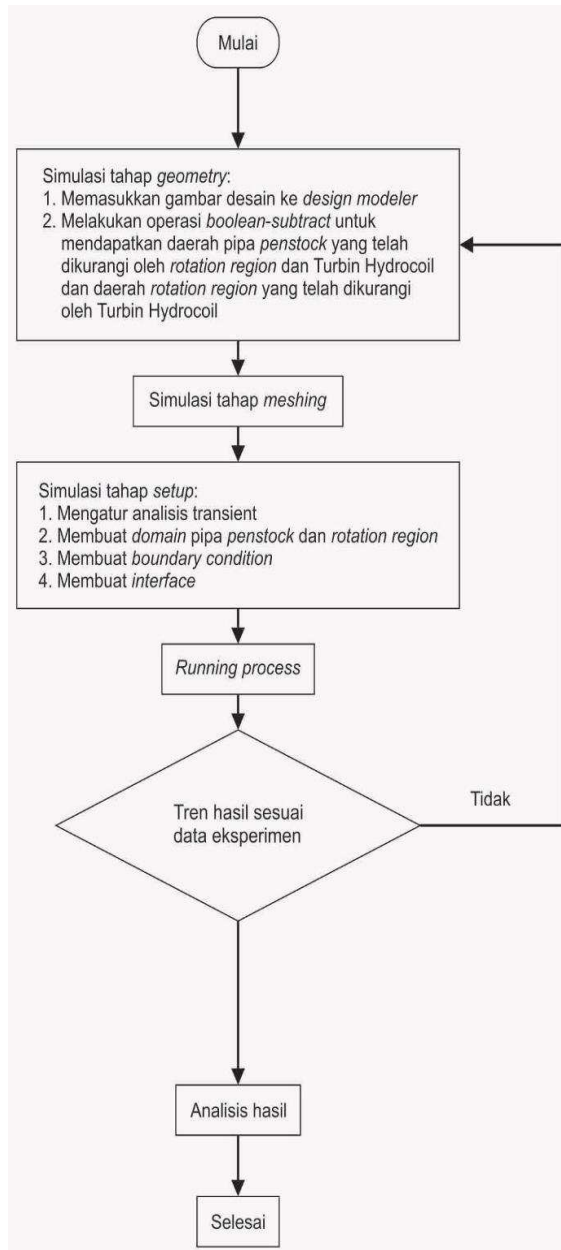 Mulai
Simulasi tahap geometry:
1. Memasukkan gambar desain ke design modeler
2. Melakukan operasi boolean-subtract untuk
mendapatkan daerah pipa penstock yang telah
dikurangi oleh rotation region dan Turbin Hydrocoil
dan daerah rotation region yang telah dikurangi
oleh Turbin Hydrocoil
Simulasi tahap meshing
Simulasi tahap setup:
1. Mengatur analisis transient
2. Membuat domain pipa penstock dan rotation region
3. Membuat boundary condition
4. Membuat interface
Running process
Tren hasil sesuai
data eksperimen
Tidak
Analisis hasil
Selesai